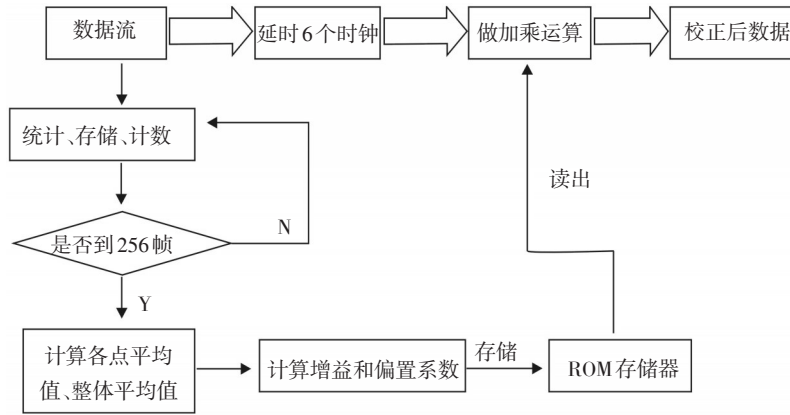 数据流
延时6个时钟
做加乘运算
校正后数据
统计、存储、计数
读出
是否到256帧
N
Y
计算各点平均
值、整体平均值
计算增益和偏置系数
存储
ROM存储器